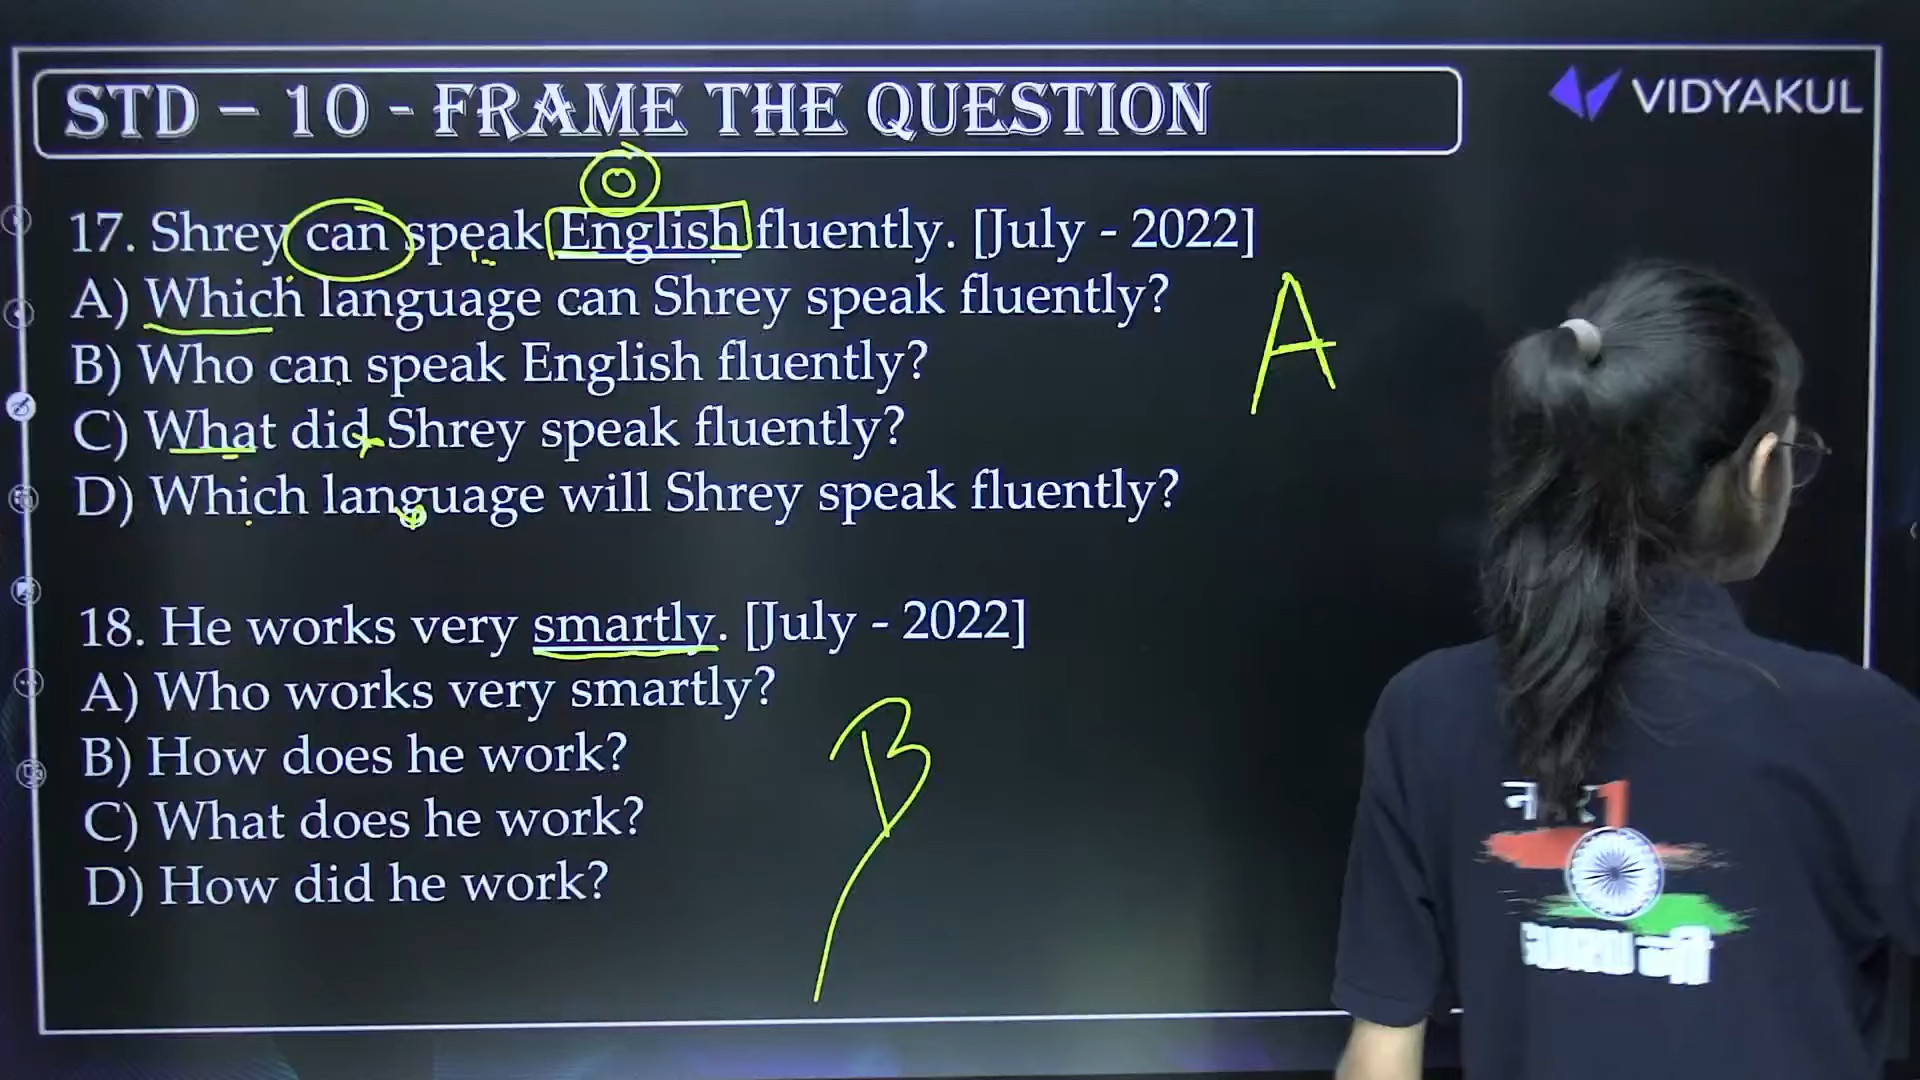 STD – 10 - FRAME THE QUESTION
VIDYAKUL
O
17. Shrey can speak English fluently. [July - 2022]
A) Which language can Shrey speak fluently?
A
B) Who can speak English fluently?
C) What did Shrey speak fluently?
D) Which language will Shrey speak fluently?
18. He works very smartly. [July - 2022]
A) Who works very smartly?
B) How does he work?
B
C) What does he work?
D) How did he work?